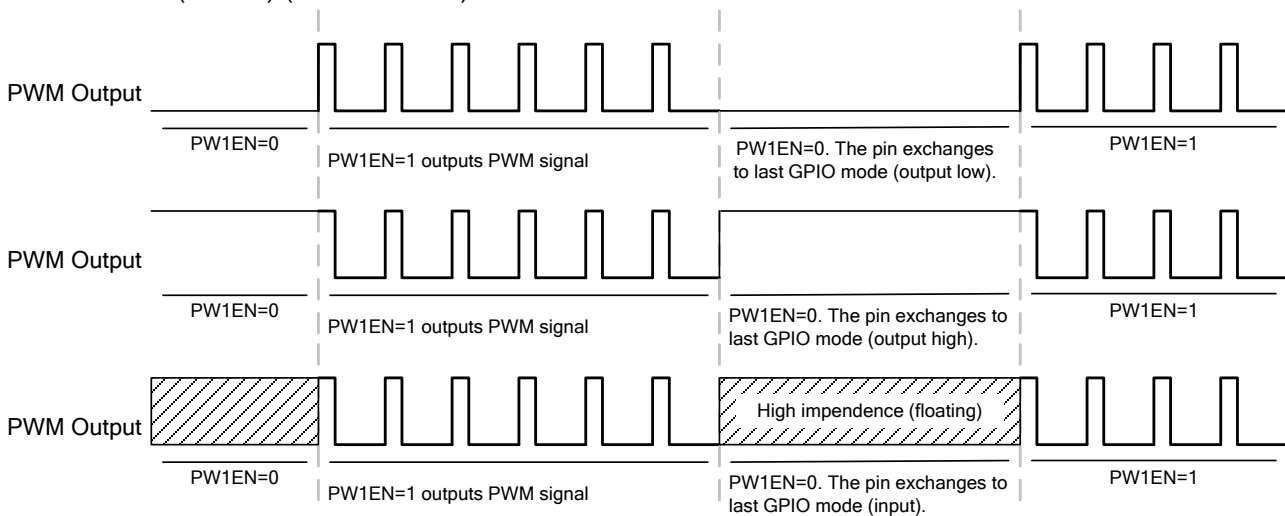 PWM Output
PW1EN=0
PW1EN=1 outputs PWM signal
PW1EN=0. The pin exchanges
to last GPIO mode (output low).
PW1EN=1
PWM Output
PW1EN=0
PW1EN=1 outputs PWM signal
PW1EN=0. The pin exchanges to
last GPIO mode (output high).
PW1EN=1
PWM Output
High impendence (floating)
PW1EN=0
PW1EN=1 outputs PWM signal
PW1EN=0. The pin exchanges to
last GPIO mode (input).
PW1EN=1